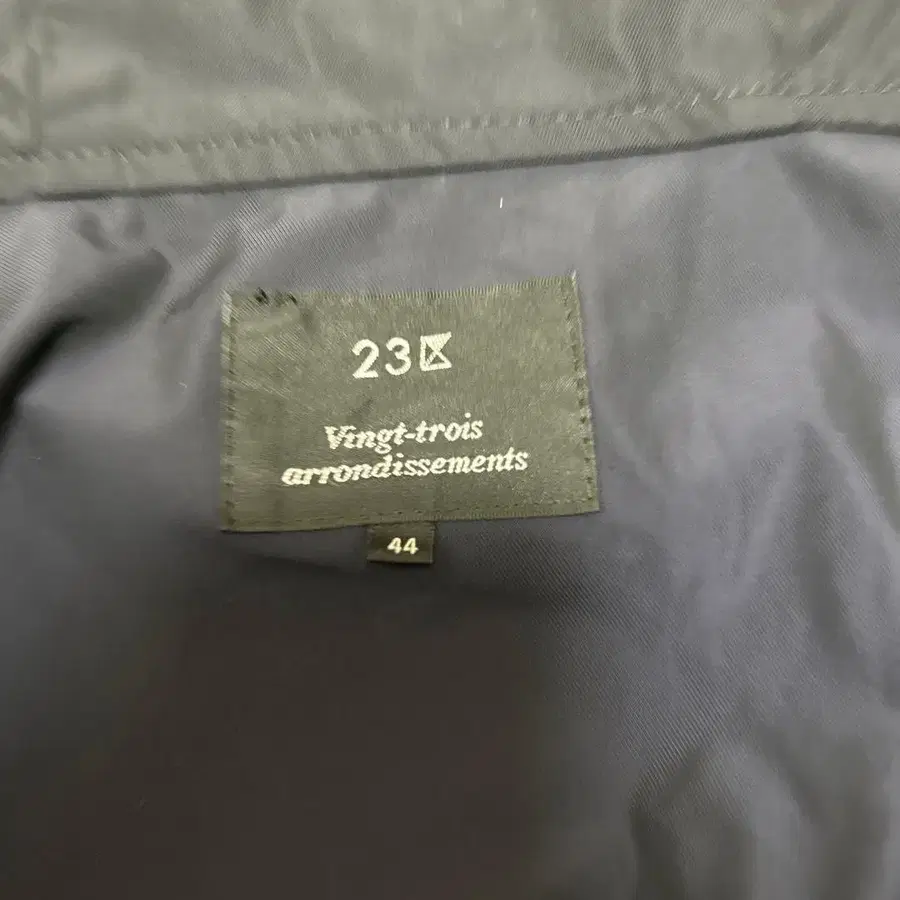 23区
Vingt-trois
arrondissements
44